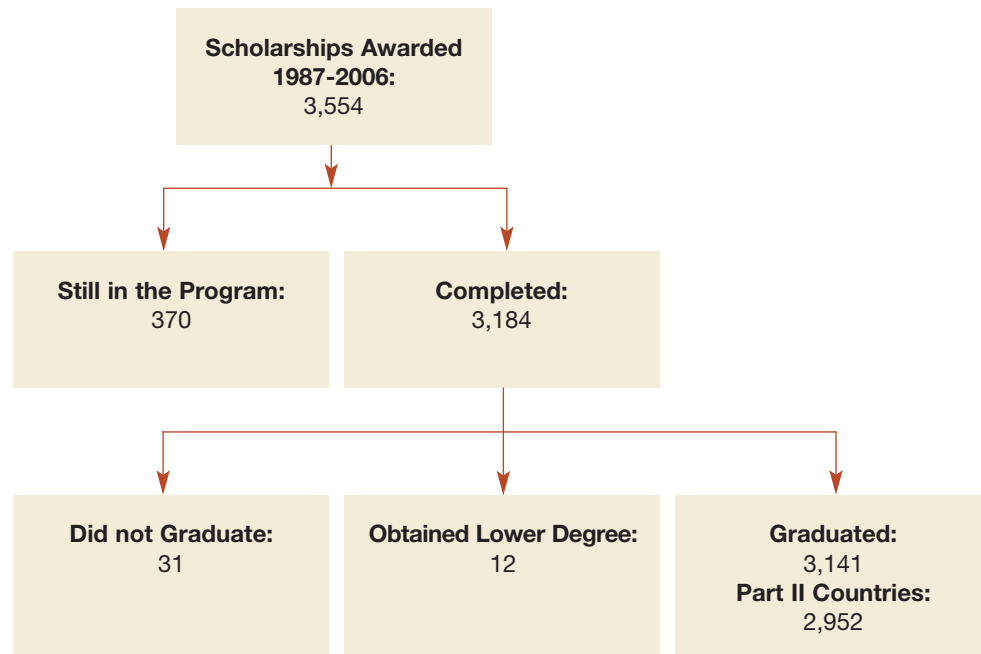 Scholarships Awarded
1987-2006:
3,554
Still in the Program:
370
Completed:
3,184
Did not Graduate:
31
Obtained Lower Degree:
12
Graduated:
3,141
Part II Countries:
2,952